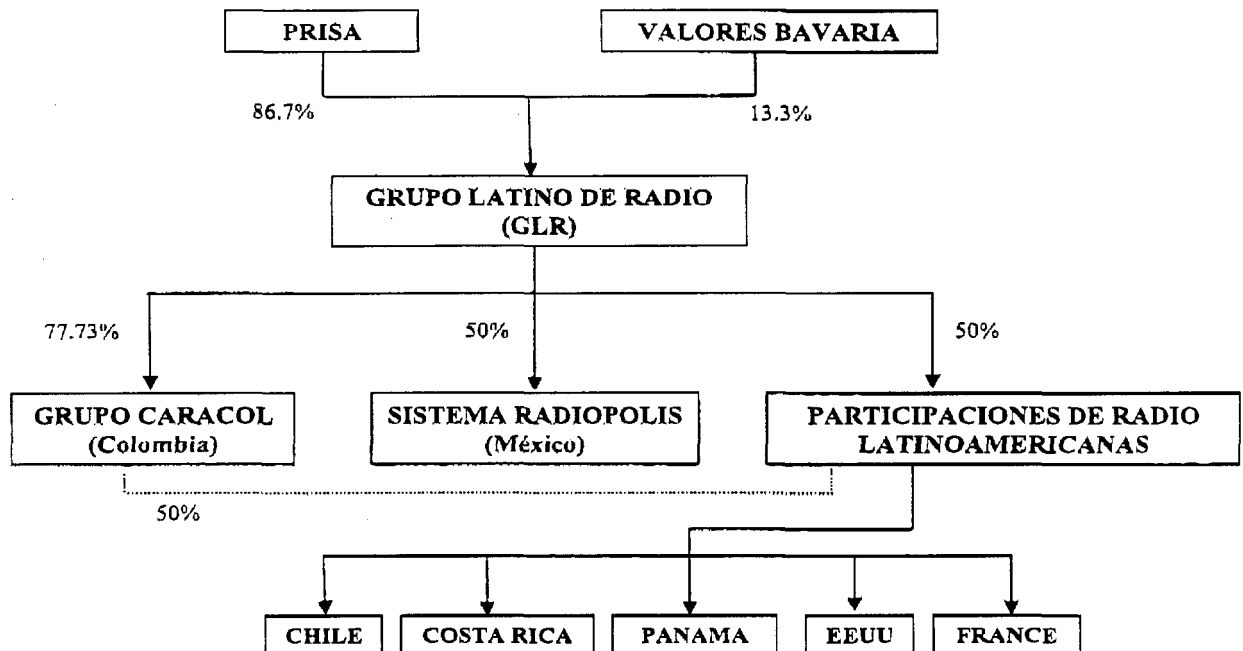 PRISA
VALORES BAVARIA
86.7%
13.3%
GRUPO LATINO DE RADIO
(GLR)
77.73%
50%
50%
GRUPO CARACOL
(Colombia)
SISTEMA RADIOPOLIS
(México)
PARTICIPACIONES DE RADIO
LATINOAMERICANAS
50%
CHILE
COSTA RICA
PANAMA
EEUU
FRANCE